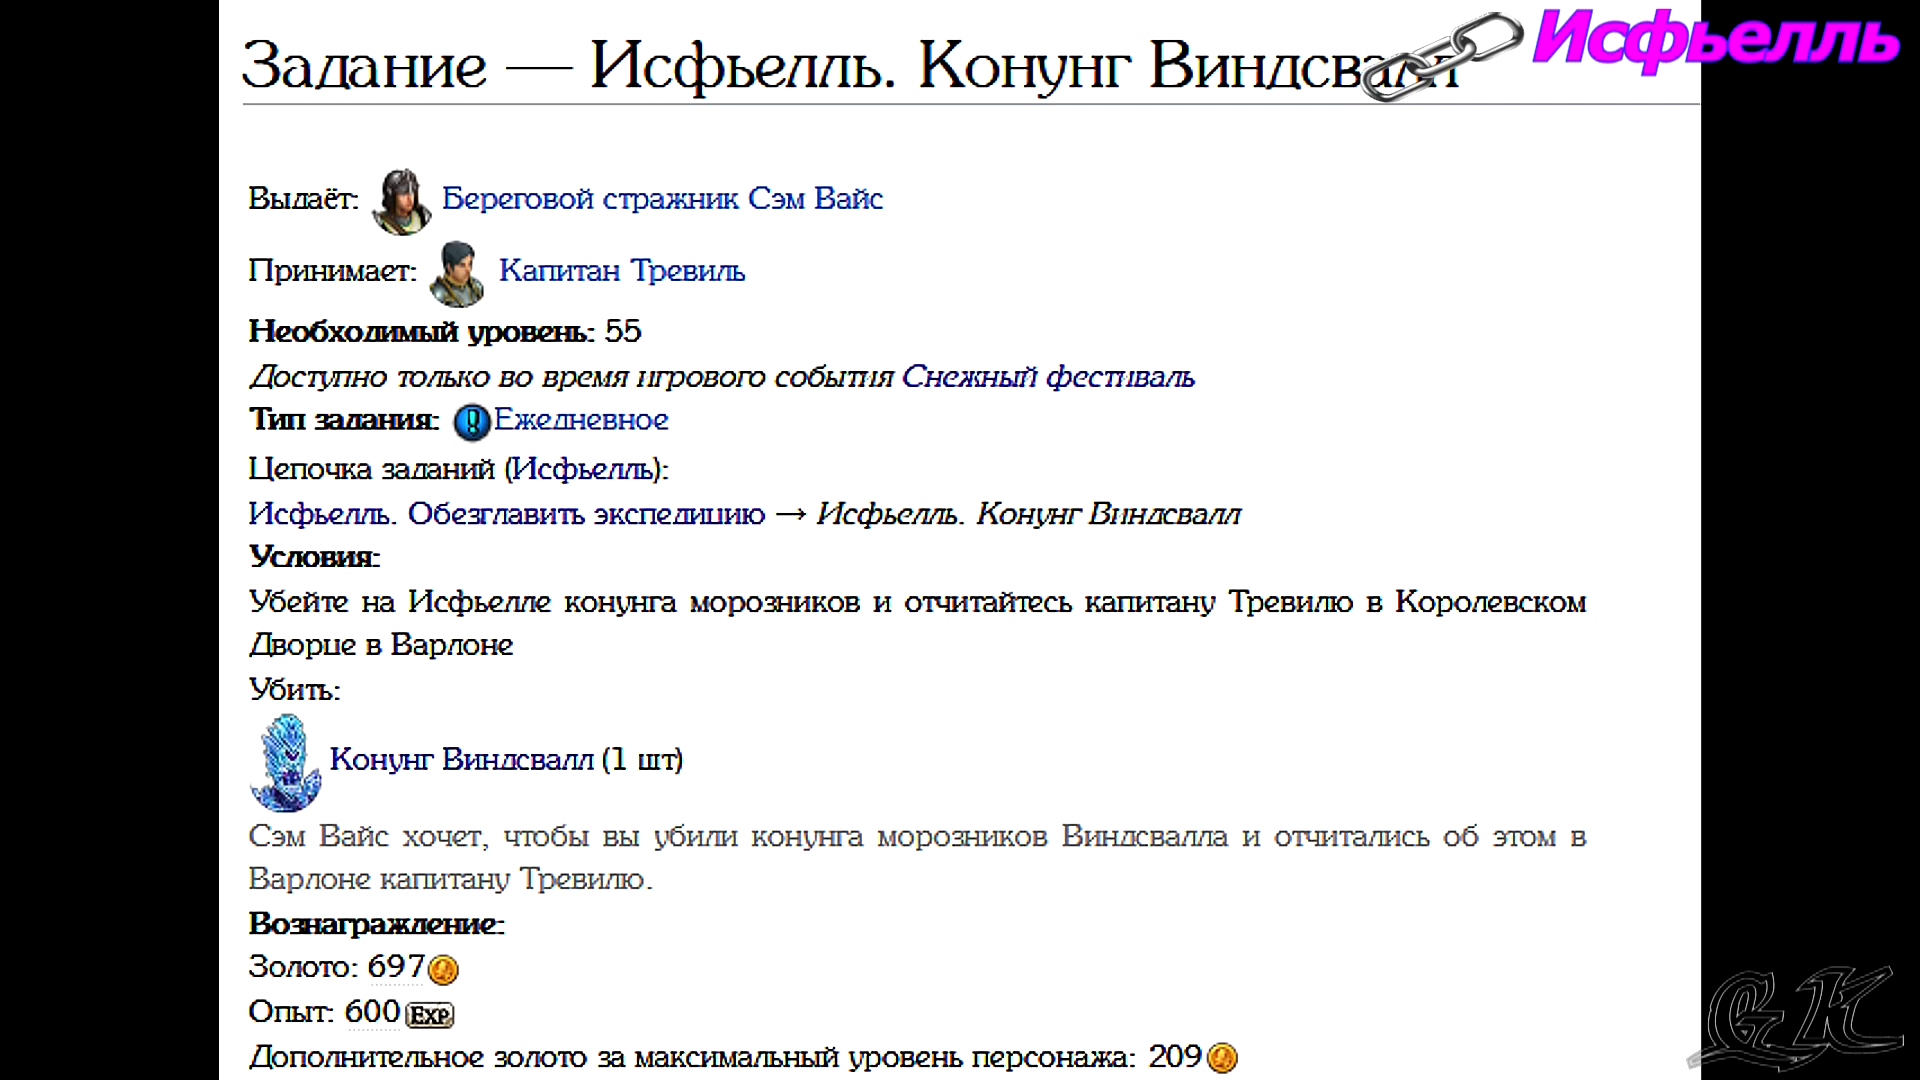 Задание — Исфьелль. Конунг Виндсвалл
Исфьелль
Выдаёт: Береговой стражник Сэм Вайс
Принимает: Капитан Тревиль
Необходимый уровень: 55
Доступно только во время игрового события Снежный фестиваль
Тип задания: Ежедневное
Цепочка заданий (Исфьелль):
Исфьелль. Обезглавить экспедицию → Исфьелль. Конунг Виндсвалл
Условия:
Убейте на Исфьелле конунга морозников и отчитайтесь капитану Тревилю в Королевском
Дворце в Варлоне
Убить:
Конунг Виндсвалл (1 шт)
Сэм Вайс хочет, чтобы вы убили конунга морозников Виндсвалла и отчитались об этом в
Варлоне капитану Тревилю.
Вознаграждение:
Золото: 697
Опыт: 600 EXP
Дополнительное золото за максимальный уровень персонажа: 209
GK